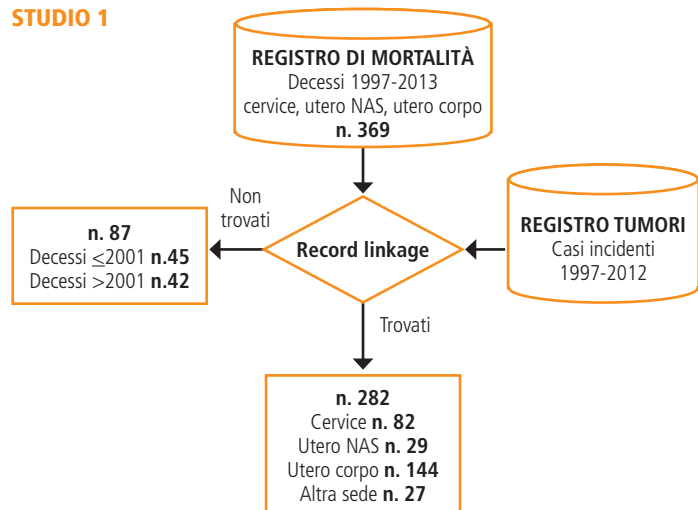 STUDIO 1
REGISTRO DI MORTALITÀ
Decessi 1997-2013
cervice, utero NAS, utero corpo
n. 369
Non
trovati
n. 87
Decessi ≤2001 n.45
Decessi >2001 n.42
Record linkage
REGISTRO TUMORI
Casi incidenti
1997-2012
Trovati
n. 282
Cervice n. 82
Utero NAS n. 29
Utero corpo n. 144
Altra sede n. 27